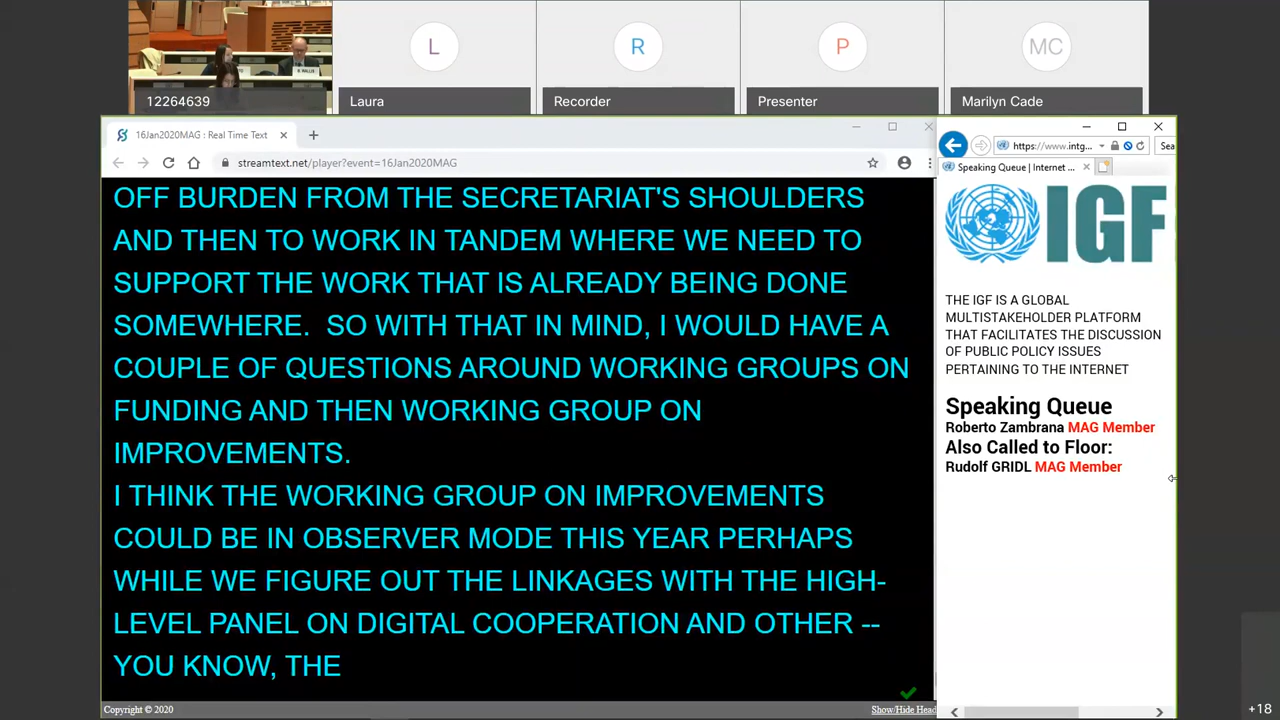 L
R
P
MC
12264639
Laura
Recorder
Presenter
Marilyn Cade
16Jan2020MAG : Real Time Text
streamtext.net/player?event=16Jan2020MAG
OFF BURDEN FROM THE SECRETARIAT'S SHOULDERS
AND THEN TO WORK IN TANDEM WHERE WE NEED TO
SUPPORT THE WORK THAT IS ALREADY BEING DONE
SOMEWHERE.  SO WITH THAT IN MIND, I WOULD HAVE A
COUPLE OF QUESTIONS AROUND WORKING GROUPS ON
FUNDING AND THEN WORKING GROUP ON
IMPROVEMENTS.
I THINK THE WORKING GROUP ON IMPROVEMENTS
COULD BE IN OBSERVER MODE THIS YEAR PERHAPS
WHILE WE FIGURE OUT THE LINKAGES WITH THE HIGH-
LEVEL PANEL ON DIGITAL COOPERATION AND OTHER --
YOU KNOW, THE
Copyright © 2020
Show/Hide Head
https://www.intg...
Sea
Speaking Queue | Internet ...
IGF
THE IGF IS A GLOBAL
MULTISTAKEHOLDER PLATFORM
THAT FACILITATES THE DISCUSSION
OF PUBLIC POLICY ISSUES
PERTAINING TO THE INTERNET
Speaking Queue
Roberto Zambrana MAG Member
Also Called to Floor:
Rudolf GRIDL MAG Member
+18